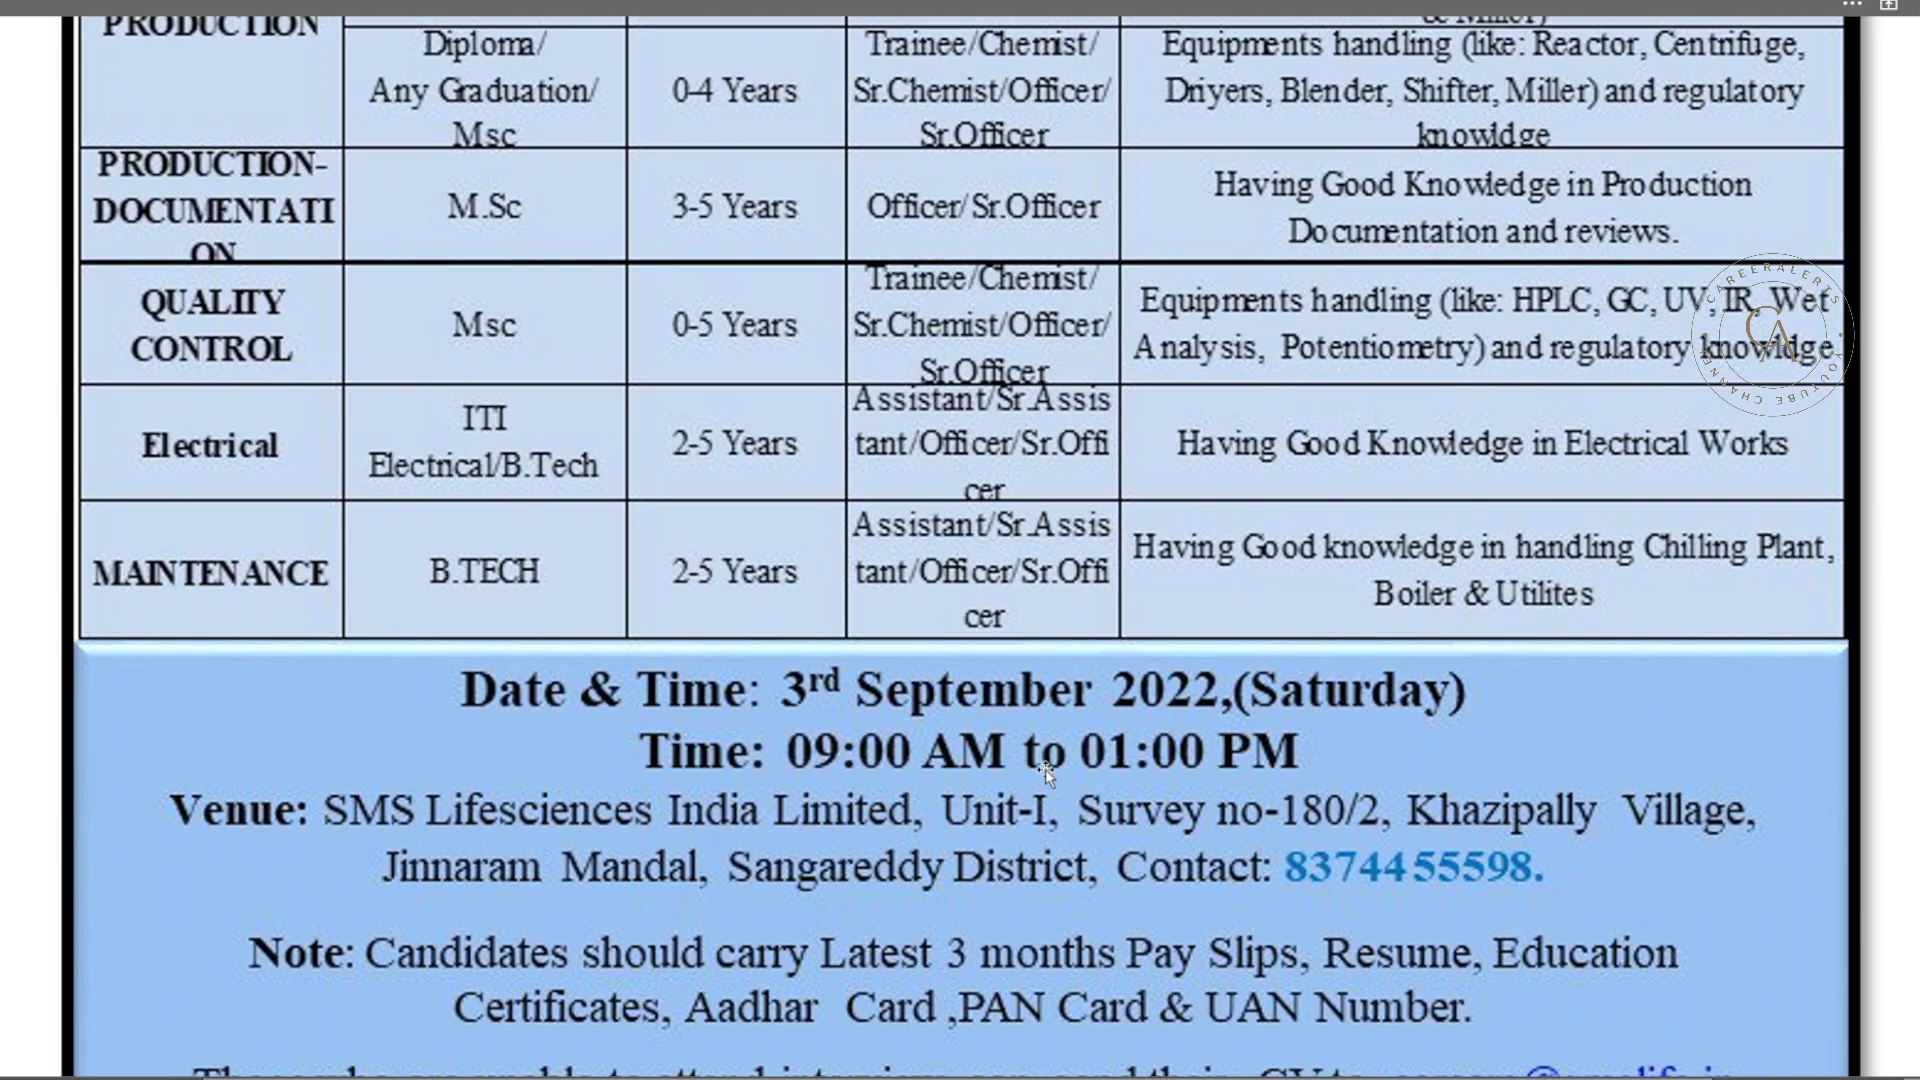 PRODUCTION
& Miller)
Diploma/
Any Graduation/
Msc
0-4 Years
Trainee/Chemist/
Sr.Chemist/Officer/
Sr.Officer
Equipments handling (like: Reactor, Centrifuge,
Driyers, Blender, Shifter, Miller) and regulatory
knowldge
PRODUCTION-
DOCUMENTATI
ON
M.Sc
3-5 Years
Officer/Sr.Officer
Having Good Knowledge in Production
Documentation and reviews.
QUALITY
CONTROL
Msc
0-5 Years
Trainee/Chemist/
Sr.Chemist/Officer/
Sr.Officer
Equipments handling (like: HPLC, GC, UV, IR, Wet
Analysis, Potentiometry) and regulatory knowldge
CAREERALERTS
CA
YOUTUBE CHANNEL
Electrical
ITI
Electrical/B.Tech
2-5 Years
Assistant/Sr.Assis
tant/Officer/Sr.Offi
cer
Having Good Knowledge in Electrical Works
MAINTENANCE
B.TECH
2-5 Years
Assistant/Sr.Assis
tant/Officer/Sr.Offi
cer
Having Good knowledge in handling Chilling Plant,
Boiler & Utilites
Date & Time: 3rd September 2022,(Saturday)
Time: 09:00 AM to 01:00 PM
Venue: SMS Lifesciences India Limited, Unit-I, Survey no-180/2, Khazipally Village,
Jinnaram Mandal, Sangareddy District, Contact: 8374455598.
Note: Candidates should carry Latest 3 months Pay Slips, Resume, Education
Certificates, Aadhar Card ,PAN Card & UAN Number.